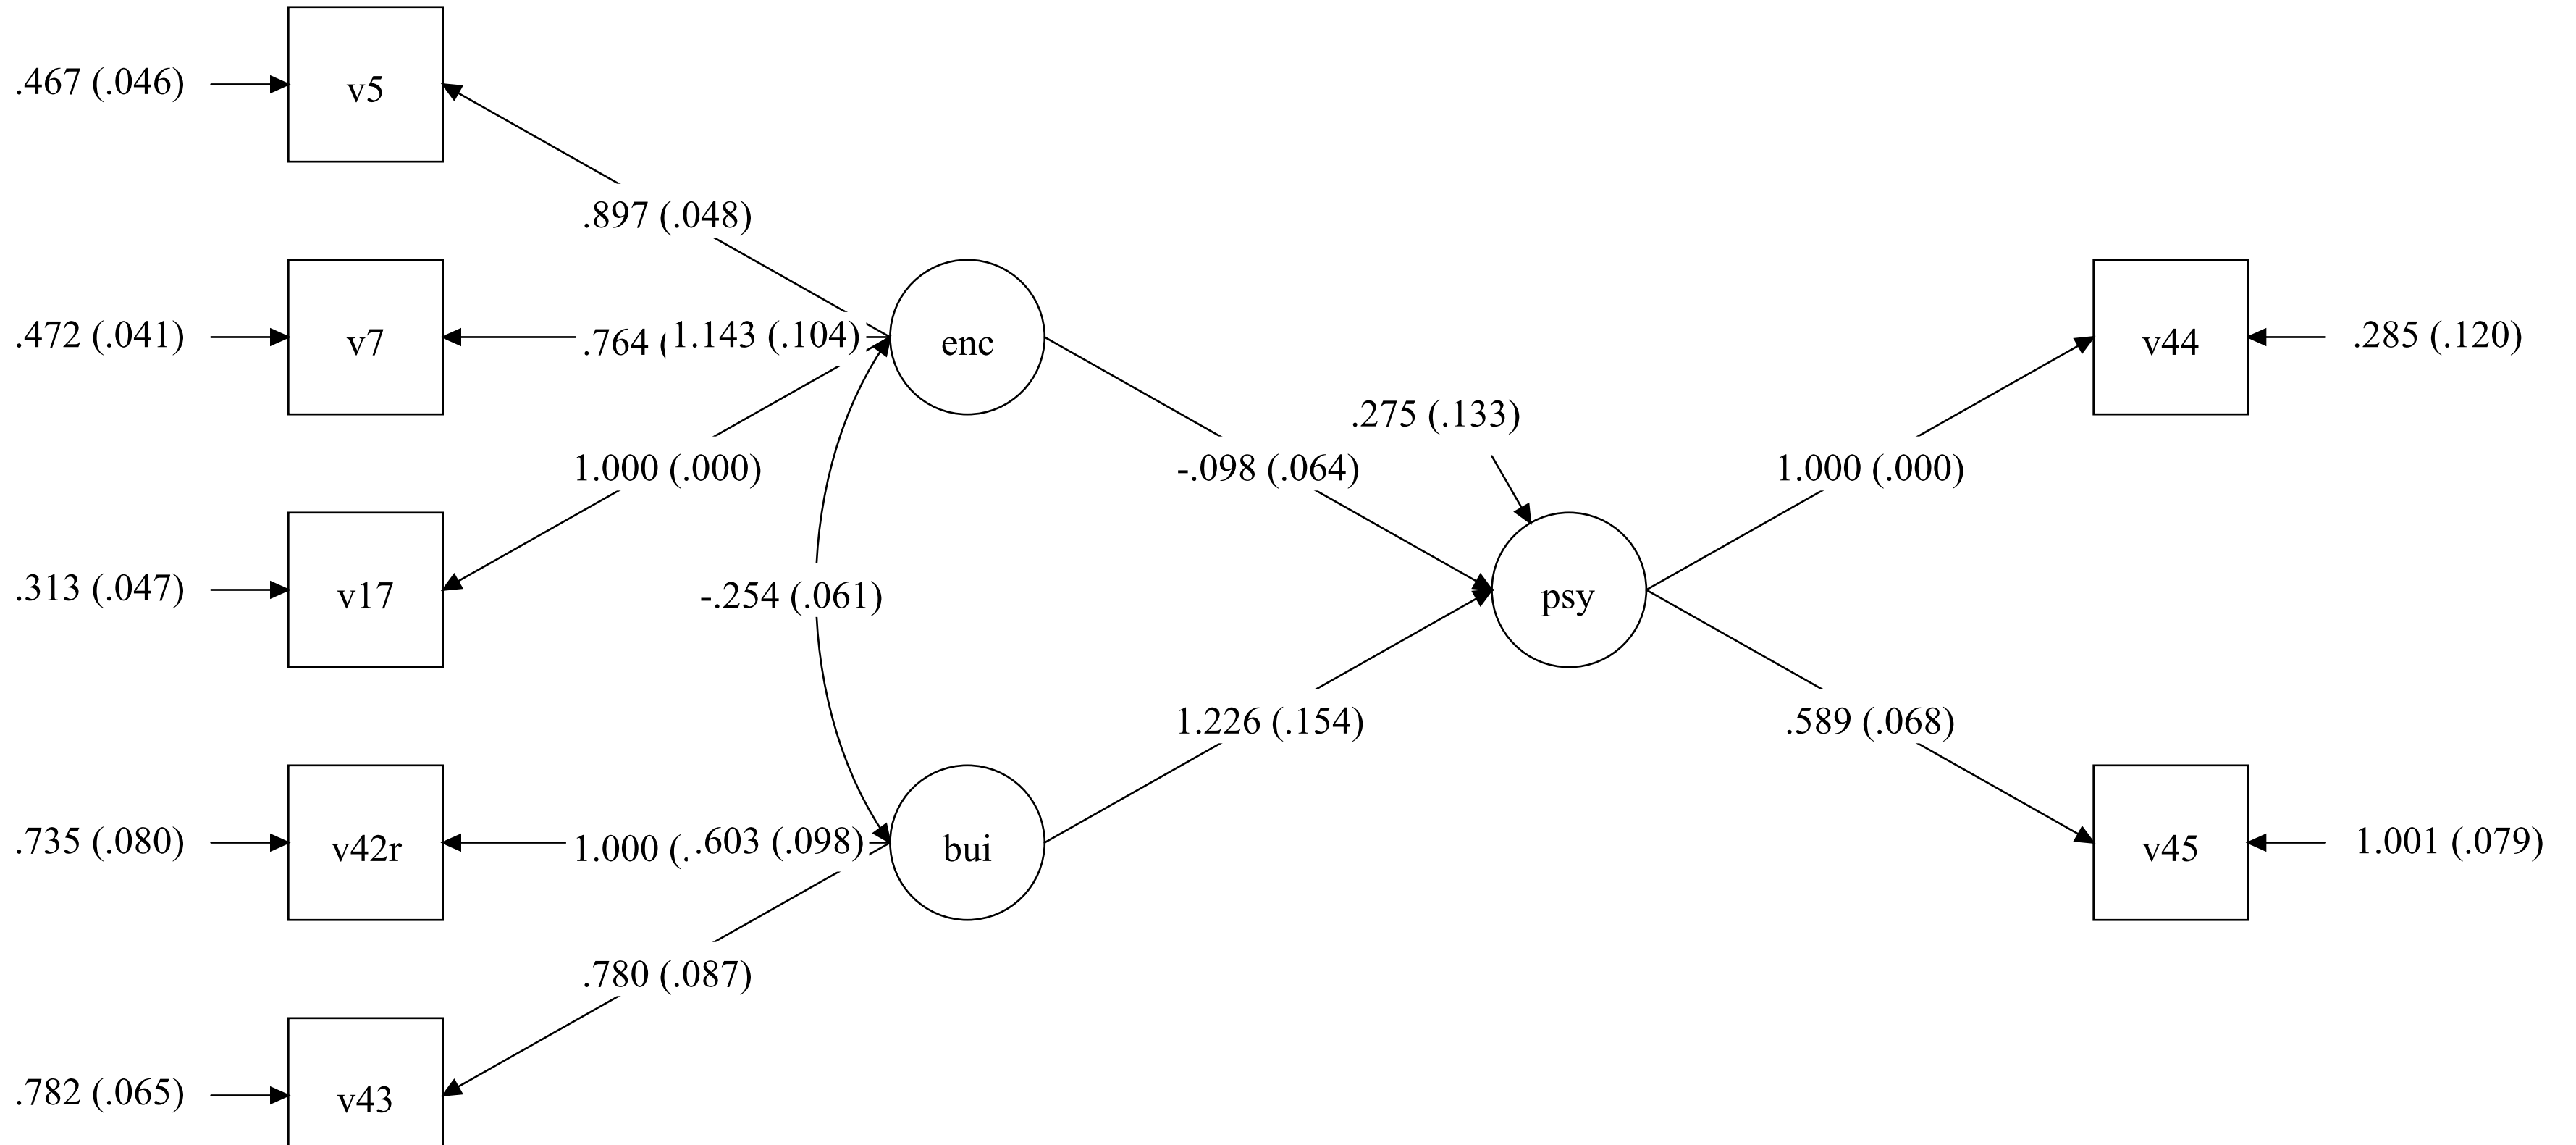 .467 (.046)
v5
.897 (.048)
.472 (.041)
v7
.764 (
1.143 (.104)
enc
v44
.285 (.120)
.275 (.133)
1.000 (.000)
-.098 (.064)
1.000 (.000)
.313 (.047)
v17
-.254 (.061)
psy
1.226 (.154)
.589 (.068)
.735 (.080)
v42r
1.000 (.
.603 (.098)
bui
v45
1.001 (.079)
.780 (.087)
.782 (.065)
v43